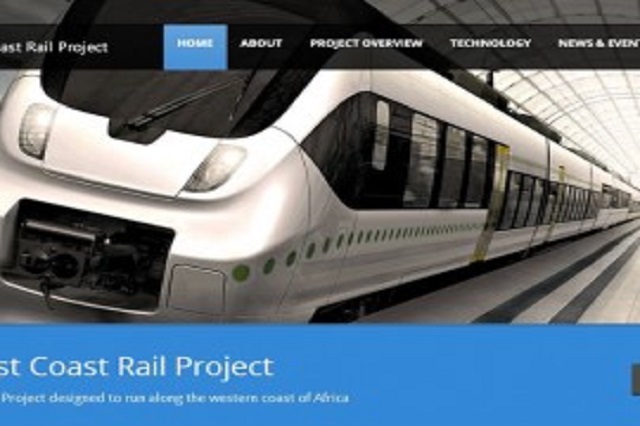 ast Rail Project
HOME ABOUT PROJECT OVERVIEW TECHNOLOGY NEWS & EVENT
st Coast Rail Project
Project designed to run along the western coast of Africa